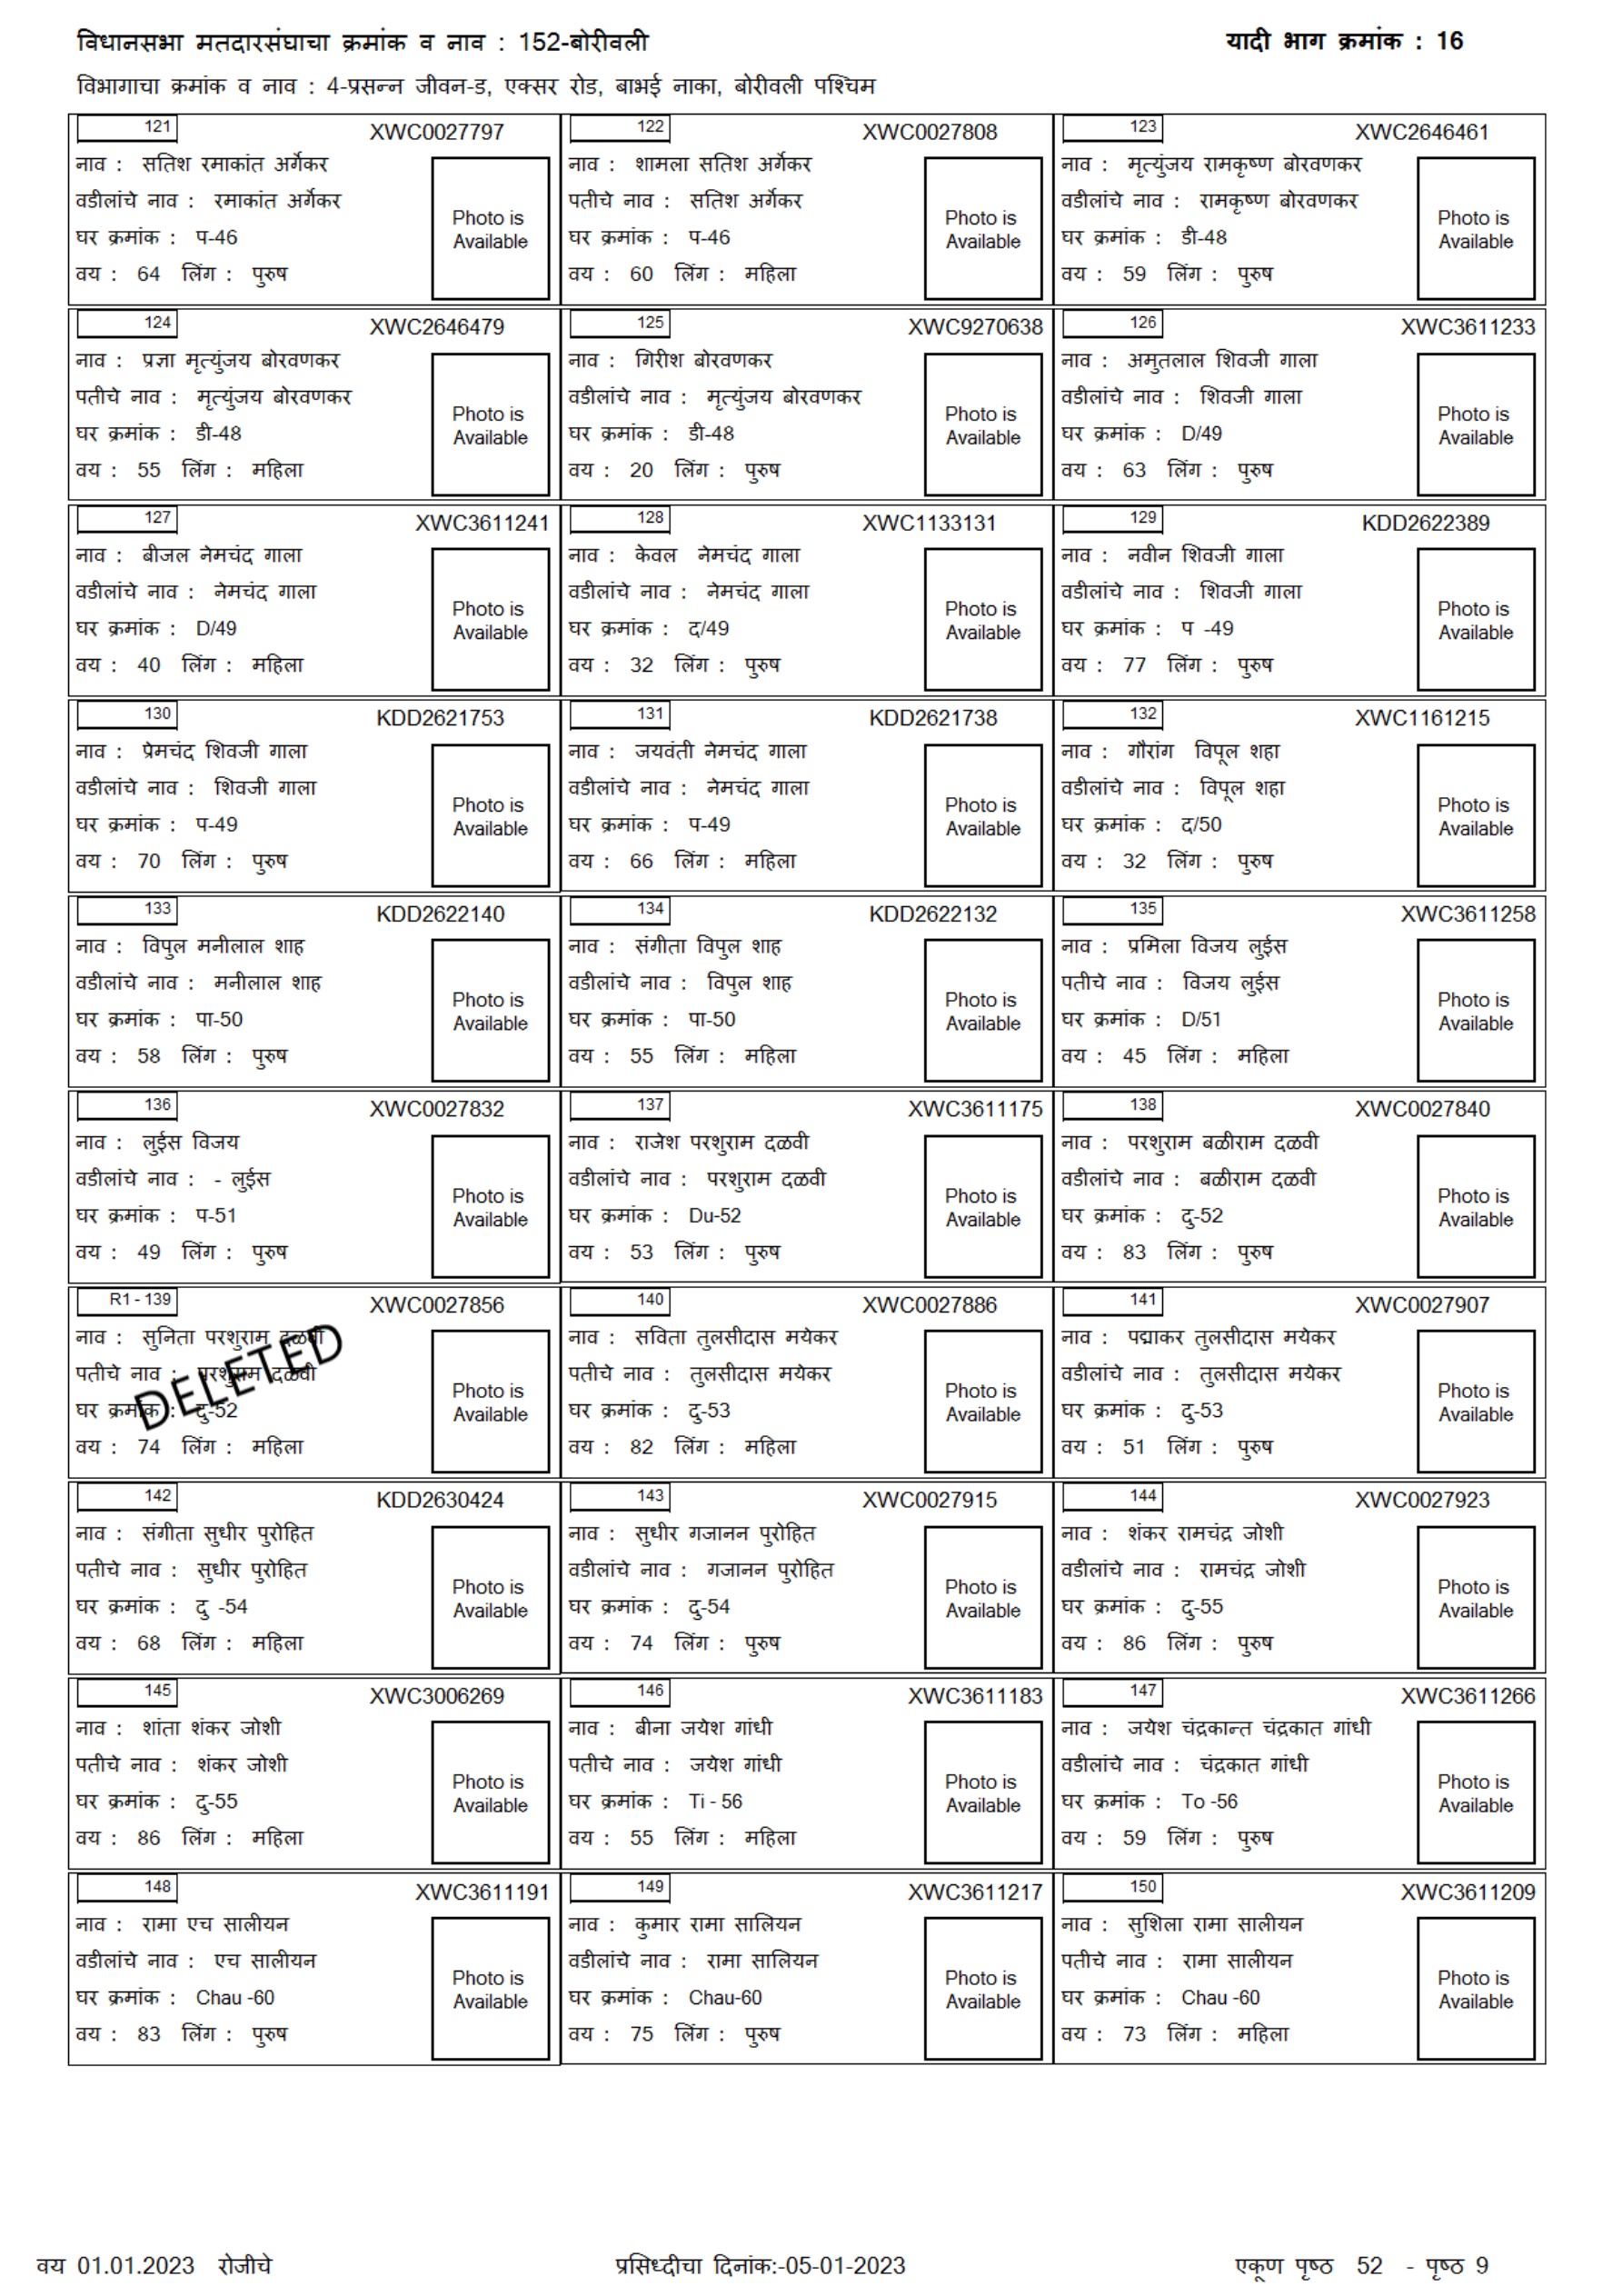 विधानसभा मतदारसंघाचा क्रमांक व नाव : 152-बोरीवली
यादी भाग क्रमांक : 16
विभागाचा क्रमांक व नाव : 4-प्रसन्न जीवन-ड, एक्सर रोड, बाभई नाका, बोरीवली पश्चिम
121 XWC0027797
नाव : सतिश रमाकांत अर्गेकर
वडीलांचे नाव : रमाकांत अर्गेकर
घर क्रमांक : प-46
वय : 64 लिंग : पुरुष
Photo is
Available
122 XWC0027808
नाव : शामला सतिश अर्गेकर
पतीचे नाव : सतिश अर्गेकर
घर क्रमांक : प-46
वय : 60 लिंग : महिला
Photo is
Available
123 XWC2646461
नाव : मृत्युंजय रामकृष्ण बोरवणकर
वडीलांचे नाव : रामकृष्ण बोरवणकर
घर क्रमांक : डी-48
वय : 59 लिंग : पुरुष
Photo is
Available
124 XWC2646479
नाव : प्रज्ञा मृत्युंजय बोरवणकर
पतीचे नाव : मृत्युंजय बोरवणकर
घर क्रमांक : डी-48
वय : 55 लिंग : महिला
Photo is
Available
125 XWC9270638
नाव : गिरीश बोरवणकर
वडीलांचे नाव : मृत्युंजय बोरवणकर
घर क्रमांक : डी-48
वय : 20 लिंग : पुरुष
Photo is
Available
126 XWC3611233
नाव : अमुतलाल शिवजी गाला
वडीलांचे नाव : शिवजी गाला
घर क्रमांक : D/49
वय : 63 लिंग : पुरुष
Photo is
Available
127 XWC3611241
नाव : बीजल नेमचंद गाला
वडीलांचे नाव : नेमचंद गाला
घर क्रमांक : D/49
वय : 40 लिंग : महिला
Photo is
Available
128 XWC1133131
नाव : केवल नेमचंद गाला
वडीलांचे नाव : नेमचंद गाला
घर क्रमांक : द/49
वय : 32 लिंग : पुरुष
Photo is
Available
129 KDD2622389
नाव : नवीन शिवजी गाला
वडीलांचे नाव : शिवजी गाला
घर क्रमांक : प -49
वय : 77 लिंग : पुरुष
Photo is
Available
130 KDD2621753
नाव : प्रेमचंद शिवजी गाला
वडीलांचे नाव : शिवजी गाला
घर क्रमांक : प-49
वय : 70 लिंग : पुरुष
Photo is
Available
131 KDD2621738
नाव : जयवंती नेमचंद गाला
वडीलांचे नाव : नेमचंद गाला
घर क्रमांक : प-49
वय : 66 लिंग : महिला
Photo is
Available
132 XWC1161215
नाव : गौरांग विपूल शहा
वडीलांचे नाव : विपूल शहा
घर क्रमांक : द/50
वय : 32 लिंग : पुरुष
Photo is
Available
133 KDD2622140
नाव : विपुल मनीलाल शाह
वडीलांचे नाव : मनीलाल शाह
घर क्रमांक : पा-50
वय : 58 लिंग : पुरुष
Photo is
Available
134 KDD2622132
नाव : संगीता विपुल शाह
वडीलांचे नाव : विपुल शाह
घर क्रमांक : पा-50
वय : 55 लिंग : महिला
Photo is
Available
135 XWC3611258
नाव : प्रमिला विजय लुईस
पतीचे नाव : विजय लुईस
घर क्रमांक : D/51
वय : 45 लिंग : महिला
Photo is
Available
136 XWC0027832
नाव : लुईस विजय
वडीलांचे नाव : - लुईस
घर क्रमांक : प-51
वय : 49 लिंग : पुरुष
Photo is
Available
137 XWC3611175
नाव : राजेश परशुराम दळवी
वडीलांचे नाव : परशुराम दळवी
घर क्रमांक : Du-52
वय : 53 लिंग : पुरुष
Photo is
Available
138 XWC0027840
नाव : परशुराम बळीराम दळवी
वडीलांचे नाव : बळीराम दळवी
घर क्रमांक : दु-52
वय : 83 लिंग : पुरुष
Photo is
Available
R1 - 139 XWC0027856
नाव : सुनिता परशुराम दळवी
पतीचे नाव : परशुराम दळवी
घर क्रमांक : दु-52
वय : 74 लिंग : महिला
DELETED
Photo is
Available
140 XWC0027886
नाव : सविता तुलसीदास मयेकर
पतीचे नाव : तुलसीदास मयेकर
घर क्रमांक : दु-53
वय : 82 लिंग : महिला
Photo is
Available
141 XWC0027907
नाव : पद्माकर तुलसीदास मयेकर
वडीलांचे नाव : तुलसीदास मयेकर
घर क्रमांक : दु-53
वय : 51 लिंग : पुरुष
Photo is
Available
142 KDD2630424
नाव : संगीता सुधीर पुरोहित
पतीचे नाव : सुधीर पुरोहित
घर क्रमांक : दु -54
वय : 68 लिंग : महिला
Photo is
Available
143 XWC0027915
नाव : सुधीर गजानन पुरोहित
वडीलांचे नाव : गजानन पुरोहित
घर क्रमांक : दु-54
वय : 74 लिंग : पुरुष
Photo is
Available
144 XWC0027923
नाव : शंकर रामचंद्र जोशी
वडीलांचे नाव : रामचंद्र जोशी
घर क्रमांक : दु-55
वय : 86 लिंग : पुरुष
Photo is
Available
145 XWC3006269
नाव : शांता शंकर जोशी
पतीचे नाव : शंकर जोशी
घर क्रमांक : दु-55
वय : 86 लिंग : महिला
Photo is
Available
146 XWC3611183
नाव : बीना जयेश गांधी
पतीचे नाव : जयेश गांधी
घर क्रमांक : Ti - 56
वय : 55 लिंग : महिला
Photo is
Available
147 XWC3611266
नाव : जयेश चंद्रकान्त चंद्रकात गांधी
वडीलांचे नाव : चंद्रकात गांधी
घर क्रमांक : To -56
वय : 59 लिंग : पुरुष
Photo is
Available
148 XWC3611191
नाव : रामा एच सालीयन
वडीलांचे नाव : एच सालीयन
घर क्रमांक : Chau -60
वय : 83 लिंग : पुरुष
Photo is
Available
149 XWC3611217
नाव : कुमार रामा सालियन
वडीलांचे नाव : रामा सालियन
घर क्रमांक : Chau-60
वय : 75 लिंग : पुरुष
Photo is
Available
150 XWC3611209
नाव : सुशिला रामा सालीयन
पतीचे नाव : रामा सालीयन
घर क्रमांक : Chau -60
वय : 73 लिंग : महिला
Photo is
Available
वय 01.01.2023 रोजीचे
प्रसिध्दीचा दिनांक:-05-01-2023
एकूण पृष्ठ 52 - पृष्ठ 9